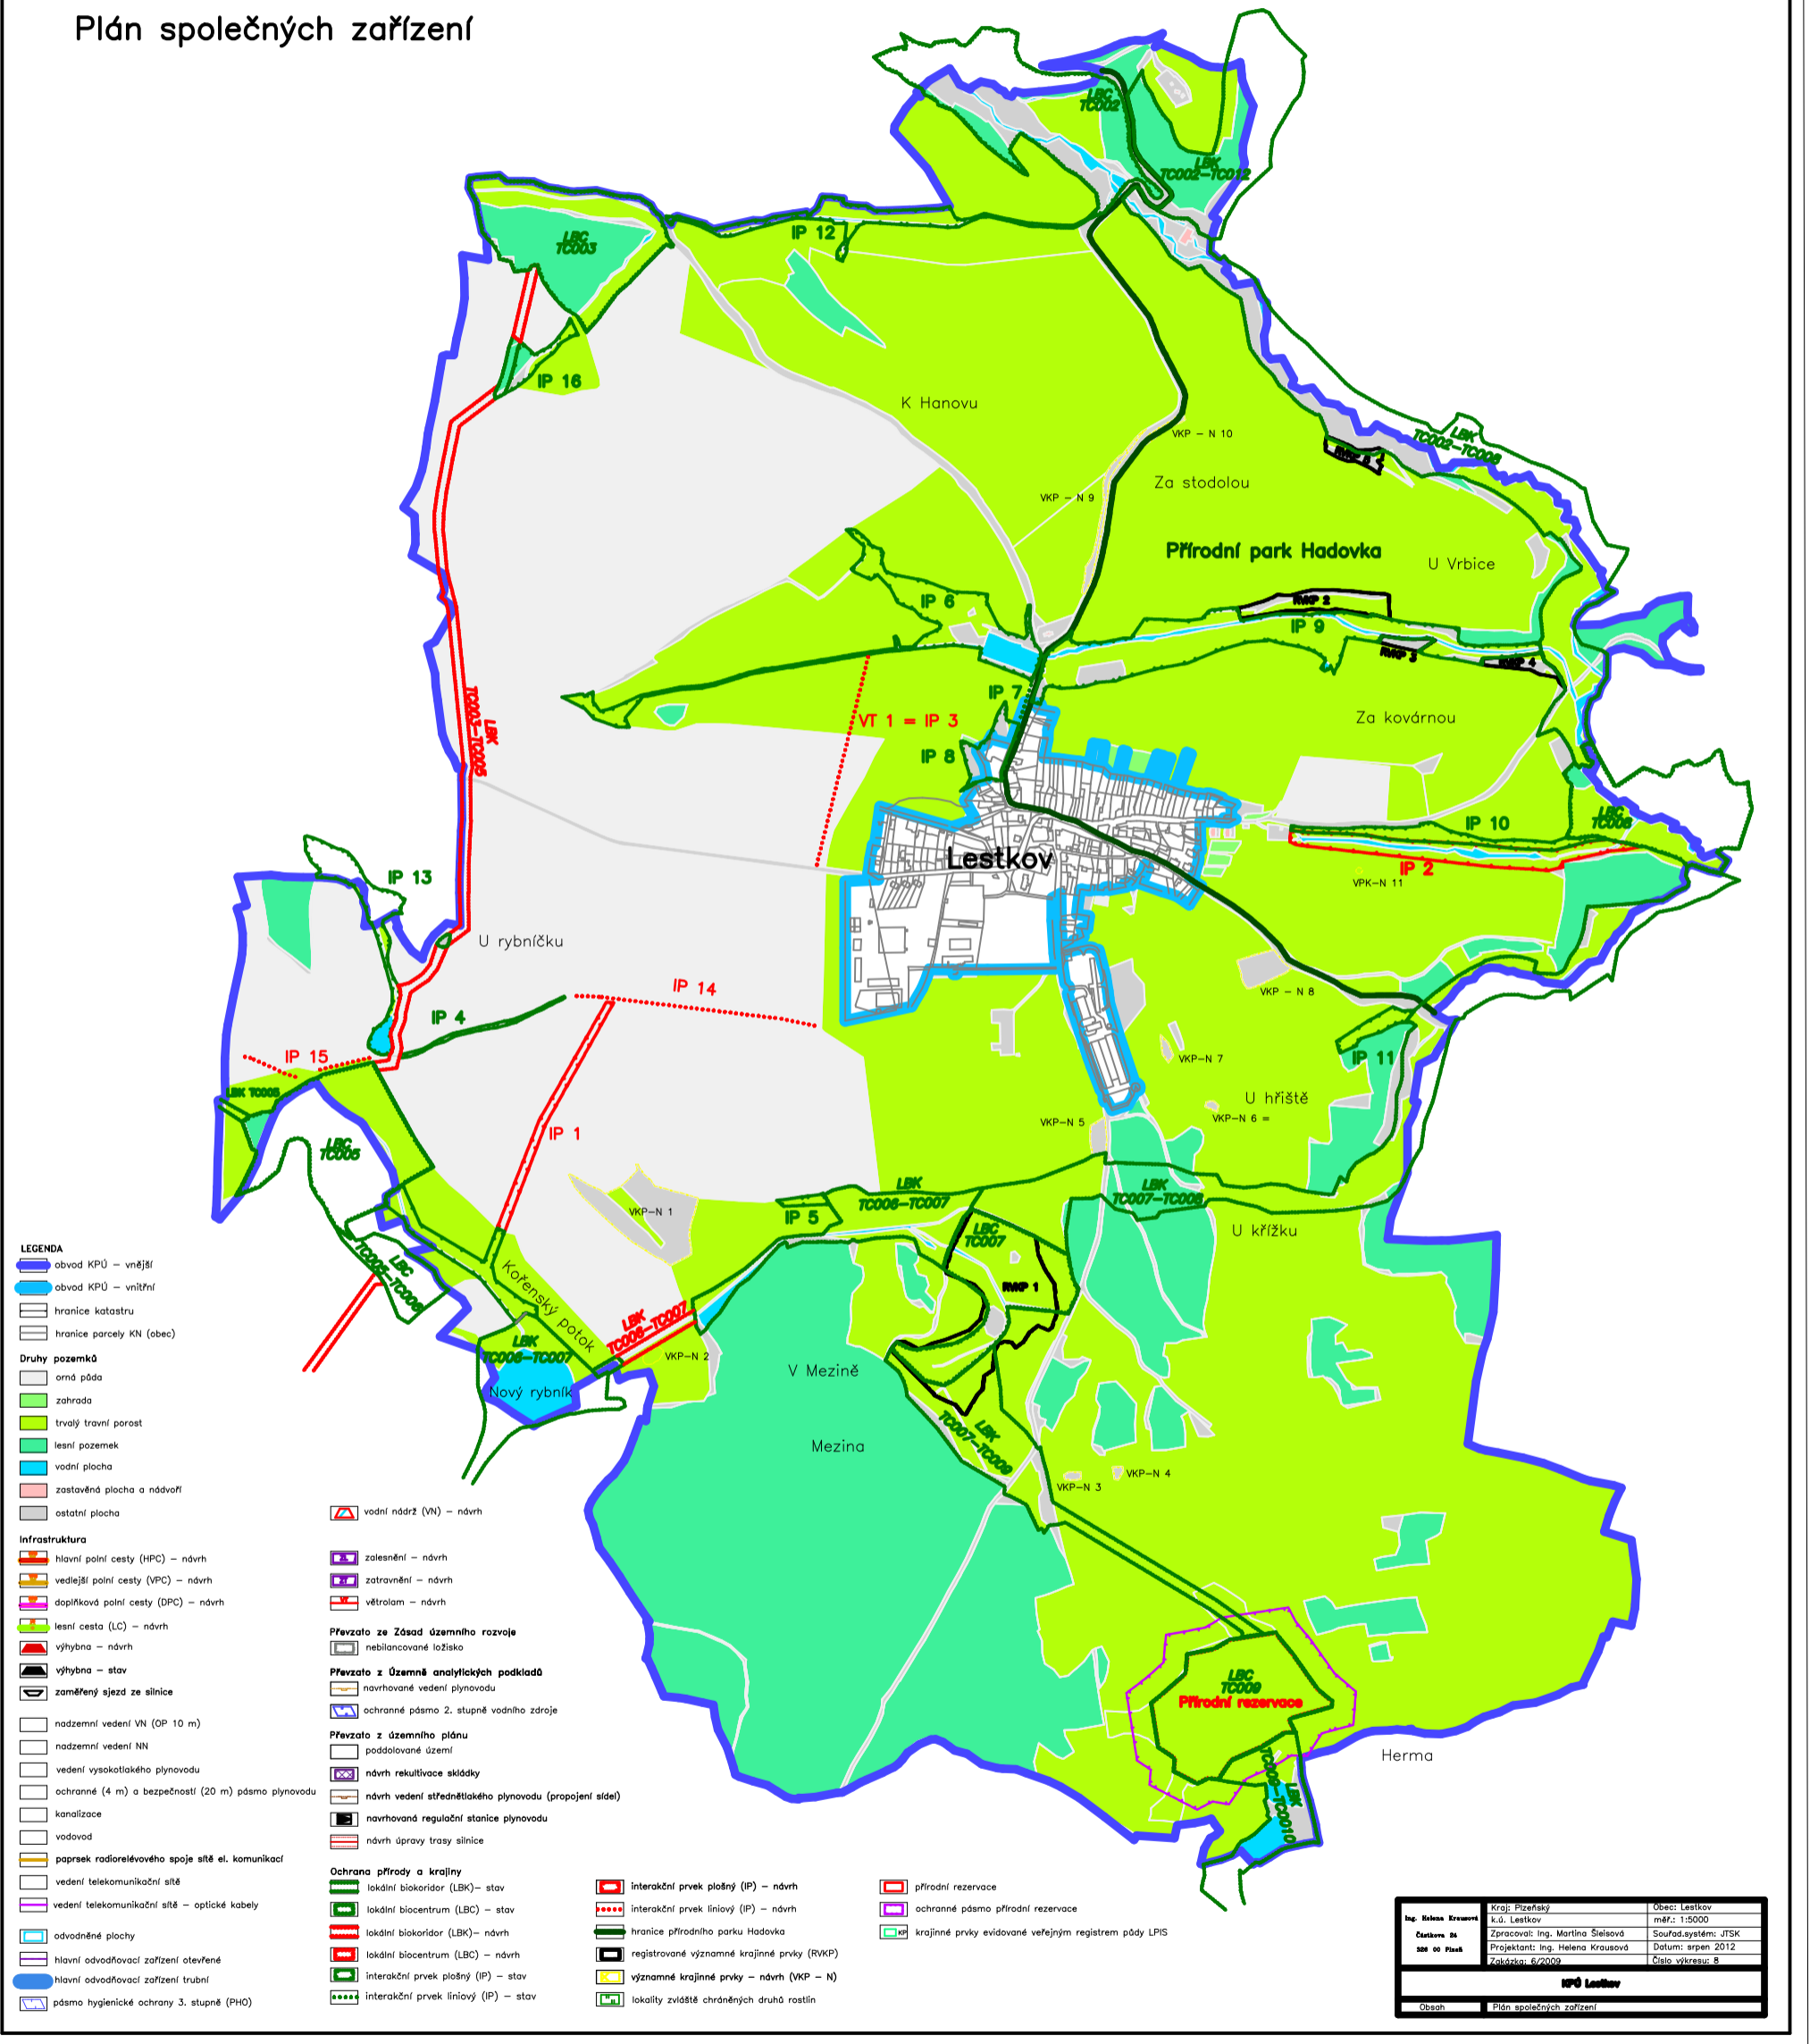 Plán společných zařízení
LBC
TC002
LBK
TC002-TC012
LBC
TC003
IP 12
IP 16
K Hanovu
VKP - N 10
LBK
TC002-TC008
Za stodolou
VKP - N 9
Přírodní park Hadovka
U Vrbice
IP 6
RVKP 2
IP 9
RVKP 3
RVKP 4
IP 7
LBK
TC003-TC005
VT 1 = IP 3
Za kovárnou
IP 8
LBC
TC008
IP 10
Lestkov
IP 2
IP 13
VPK-N 11
U rybníčku
IP 14
VKP - N 8
IP 4
IP 15
VKP-N 7
IP 11
LBK TC005
U hřiště
VKP-N 5
VKP-N 6 =
IP 1
LBC
TC005
LBK
TC006-TC007
LBK
TC007-TC008
VKP-N 1
IP 5
LBC
TC007
U křížku
LBC
TC005-TC006
Kořenský potok
RVKP 1
LBK
TC006-TC007
LBK
TC006-TC007
VKP-N 2
V Mezině
Nový rybník
LBK
TC007-TC009
Mezina
VKP-N 3
VKP-N 4
LBC
TC009
Přírodní rezervace
Herma
LBK
TC009-TC0010
LEGENDA
obvod KPÚ - vnější
obvod KPÚ - vnitřní
hranice katastru
hranice parcely KN (obec)
Druhy pozemků
orná půda
zahrada
trvalý travní porost
lesní pozemek
vodní plocha
zastavěná plocha a nádvoří
ostatní plocha
Infrastruktura
hlavní polní cesty (HPC) - návrh
vedlejší polní cesty (VPC) - návrh
doplňková polní cesty (DPC) - návrh
lesní cesta (LC) - návrh
výhybna - návrh
výhybna - stav
zaměřený sjezd ze silnice
nadzemní vedení VN (OP 10 m)
nadzemní vedení NN
vedení vysokotlakého plynovodu
ochranné (4 m) a bezpečností (20 m) pásmo plynovodu
kanalizace
vodovod
paprsek radiorelévového spoje sítě el. komunikací
vedení telekomunikační sítě
vedení telekomunikační sítě - optické kabely
odvodněné plochy
hlavní odvodňovací zařízení otevřené
hlavní odvodňovací zařízení trubní
pásmo hygienické ochrany 3. stupně (PHO)
vodní nádrž (VN) - návrh
zalesnění - návrh
zatravnění - návrh
větrolam - návrh
Převzato ze Zásad územního rozvoje
nebilancované ložisko
Převzato z Územně analytických podkladů
navrhované vedení plynovodu
ochranné pásmo 2. stupně vodního zdroje
Převzato z územního plánu
poddolované území
návrh rekultivace skládky
návrh vedení střednětlakého plynovodu (propojení sídel)
navrhovaná regulační stanice plynovodu
návrh úpravy trasy silnice
Ochrana přírody a krajiny
lokální biokoridor (LBK)- stav
lokální biocentrum (LBC) - stav
lokální biokoridor (LBK)- návrh
lokální biocentrum (LBC) - návrh
interakční prvek plošný (IP) - stav
interakční prvek liniový (IP) - stav
interakční prvek plošný (IP) - návrh
interakční prvek liniový (IP) - návrh
hranice přírodního parku Hadovka
registrované významné krajinné prvky (RVKP)
významné krajinné prvky - návrh (VKP - N)
lokality zvláště chráněných druhů rostlin
přírodní rezervace
ochranné pásmo přírodní rezervace
krajinné prvky evidované veřejným registrem půdy LPIS
Ing. Helena Krausová
Částkova 24
326 00 Plzeň
Kraj: Plzeňský
Obec: Lestkov
k.ú. Lestkov
měř.: 1:5000
Zpracoval: Ing. Martina Šleisová
Souřad.systém: JTSK
Projektant: Ing. Helena Krausová
Datum: srpen 2012
Zakázka: 6/2009
Číslo výkresu: 8
KPÚ Lestkov
Obsah
Plán společných zařízení